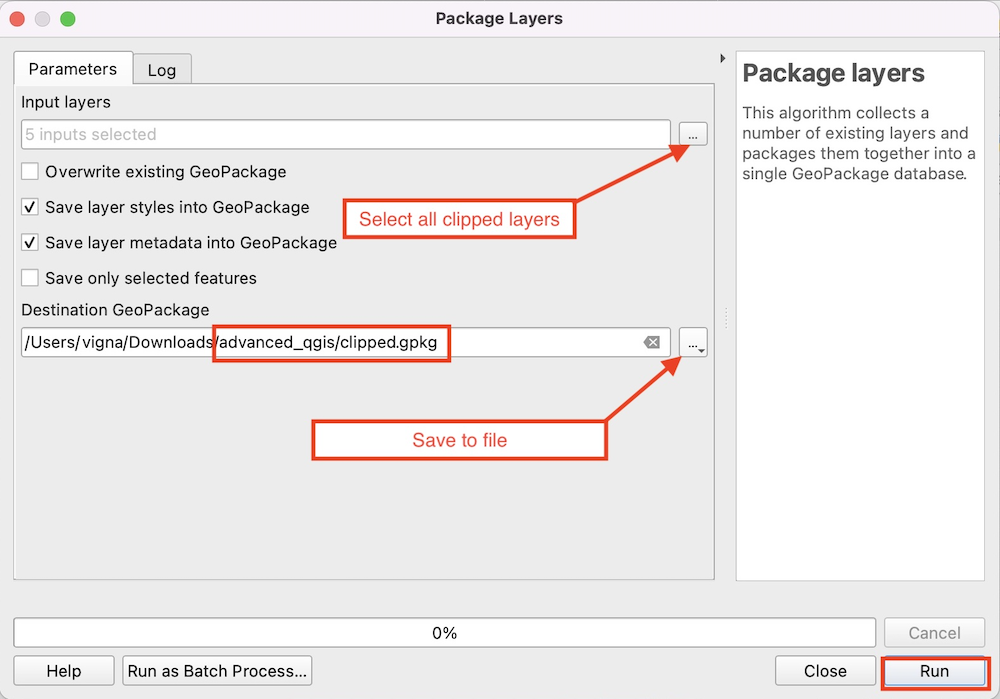 Package Layers
Parameters
Log
Input layers
5 inputs selected
...
Overwrite existing GeoPackage
Save layer styles into GeoPackage
Select all clipped layers
Save layer metadata into GeoPackage
Save only selected features
Destination GeoPackage
/Users/vigna/Downloads/advanced_qgis/clipped.gpkg
...
Save to file
Package layers
This algorithm collects a
number of existing layers and
packages them together into a
single GeoPackage database.
0%
Cancel
Help
Run as Batch Process...
Close
Run